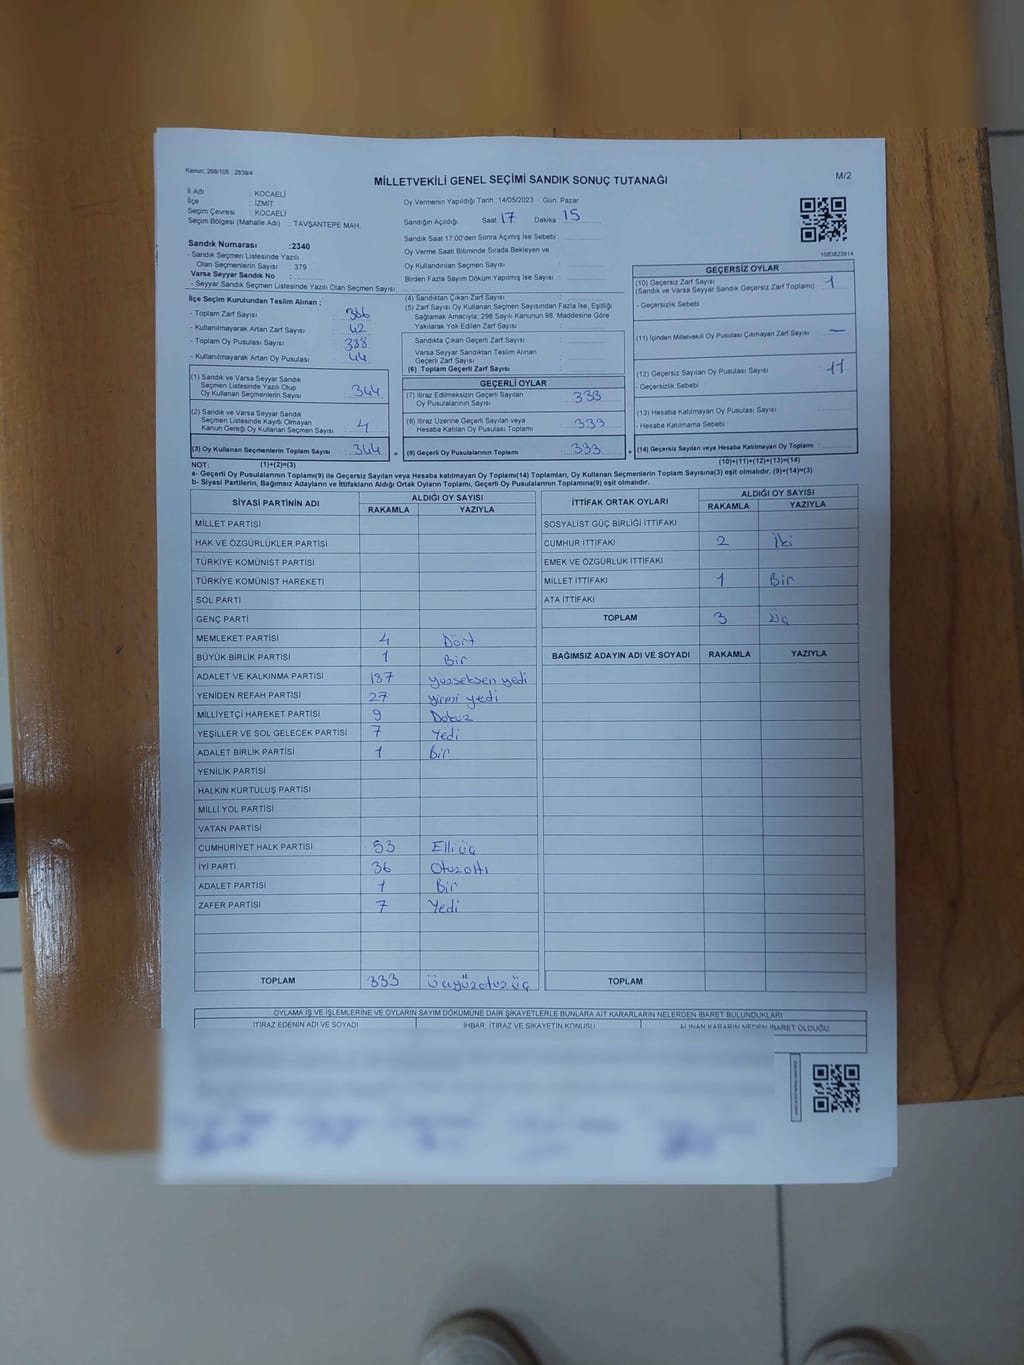 Kanun; 298/105 ; 2839/4
MİLLETVEKİLİ GENEL SEÇİMİ SANDIK SONUÇ TUTANAĞI
M/2
İl Adı : KOCAELİ
İlçe : İZMİT
Seçim Çevresi : KOCAELİ
Seçim Bölgesi (Mahalle Adı) : TAVŞANTEPE MAH.
Sandık Numarası :2340
- Sandık Seçmen Listesinde Yazılı
Olan Seçmenlerin Sayısı : 379
Varsa Seyyar Sandık No :
- Seyyar Sandık Seçmen Listesinde Yazılı Olan Seçmen Sayısı:
Oy Vermenin Yapıldığı Tarih :14/05/2023 Gün: Pazar
Sandığın Açıldığı Saat: 17 Dakika 15
Sandık Saat 17:00'den Sonra Açımış İse Sebebi :
Oy Verme Saati Bitiminde Sırada Bekleyen ve
Oy Kullandırılan Seçmen Sayısı
Birden Fazla Sayım Döküm Yapılmış İse Sayısı :
1083823914
İlçe Seçim Kurulundan Teslim Alınan ;
- Toplam Zarf Sayısı : 386
- Kullanılmayarak Artan Zarf Sayısı : 42
- Toplam Oy Pusulası Sayısı : 388
- Kullanılmayarak Artan Oy Pusulası : 44
(1) Sandık ve Varsa Seyyar Sandık
Seçmen Listesinde Yazılı Olup
Oy Kullanan Seçmenlerin Sayısı : 344
(2) Sandık ve Varsa Seyyar Sandık
Seçmen Listesinde Kayıtlı Olmayan
Kanun Gereği Oy Kullanan Seçmen Sayısı : 4
(3) Oy Kullanan Seçmenlerin Toplam Sayısı : 344 =
(4) Sandıktan Çıkan Zarf Sayısı :
(5) Zarf Sayısı Oy Kullanan Seçmen Sayısından Fazla İse, Eşitliği
Sağlamak Amacıyla; 298 Sayılı Kanunun 98. Maddesine Göre
Yakılarak Yok Edilen Zarf Sayısı :
Sandıkta Çıkan Geçerli Zarf Sayısı :
Varsa Seyyar Sandıktan Teslim Alınan
Geçerli Zarf Sayısı :
(6) Toplam Geçerli Zarf Sayısı :
GEÇERLİ OYLAR
(7) İtiraz Edilmeksizin Geçerli Sayılan
Oy Pusulalarının Sayısı : 333
(8) İtiraz Üzerine Geçerli Sayılan veya
Hesaba Katılan Oy Pusulası Toplamı : 333
(9) Geçerli Oy Pusulalarının Toplamı : 333 +
GEÇERSİZ OYLAR
(10) Geçersiz Zarf Sayısı : 1
(Sandık ve Varsa Seyyar Sandık Geçersiz Zarf Toplamı)
- Geçersizlik Sebebi :
(11) İçinden Milletvekili Oy Pusulası Çıkmayan Zarf Sayısı : —
(12) Geçersiz Sayılan Oy Pusulası Sayısı : 11
- Geçersizlik Sebebi :
(13) Hesaba Katılmayan Oy Pusulası Sayısı :
- Hesaba Katılmama Sebebi :
(14) Geçersiz Sayılan veya Hesaba Katılmayan Oy Toplamı :
NOT: (1)+(2)=(3)
(10)+(11)+(12)+(13)=(14)
a- Geçerli Oy Pusulalarının Toplamı(9) ile Geçersiz Sayılan veya Hesaba katılmayan Oy Toplamı(14) Toplamları, Oy Kullanan Seçmenlerin Toplam Sayısına(3) eşit olmalıdır. (9)+(14)=(3)
b- Siyasi Partilerin, Bağımsız Adayların ve İttifakların Aldığı Ortak Oyların Toplamı, Geçerli Oy Pusulalarının Toplamına(9) eşit olmalıdır.
SİYASİ PARTİNİN ADI ALDIĞI OY SAYISI
RAKAMLA YAZIYLA
MİLLET PARTİSİ
HAK VE ÖZGÜRLÜKLER PARTİSİ
TÜRKİYE KOMÜNİST PARTİSİ
TÜRKİYE KOMÜNİST HAREKETİ
SOL PARTİ
GENÇ PARTİ
MEMLEKET PARTİSİ 4 Dört
BÜYÜK BİRLİK PARTİSİ 1 Bir
ADALET VE KALKINMA PARTİSİ 187 yüzseksen yedi
YENİDEN REFAH PARTİSİ 27 yirmi yedi
MİLLİYETÇİ HAREKET PARTİSİ 9 Dokuz
YEŞİLLER VE SOL GELECEK PARTİSİ 7 Yedi
ADALET BİRLİK PARTİSİ 1 Bir
YENİLİK PARTİSİ
HALKIN KURTULUŞ PARTİSİ
MİLLİ YOL PARTİSİ
VATAN PARTİSİ
CUMHURİYET HALK PARTİSİ 53 Elli üç
İYİ PARTİ 36 Otuzaltı
ADALET PARTİSİ 1 Bir
ZAFER PARTİSİ 7 Yedi
TOPLAM 333 üçyüzotuz üç
İTTİFAK ORTAK OYLARI ALDIĞI OY SAYISI
RAKAMLA YAZIYLA
SOSYALİST GÜÇ BİRLİĞİ İTTİFAKI
CUMHUR İTTİFAKI 2 İki
EMEK VE ÖZGÜRLÜK İTTİFAKI
MİLLET İTTİFAKI 1 Bir
ATA İTTİFAKI
TOPLAM 3 Üç
BAĞIMSIZ ADAYIN ADI VE SOYADI RAKAMLA YAZIYLA
TOPLAM
OYLAMA İŞ VE İŞLEMLERİNE VE OYLARIN SAYIM DÖKÜMÜNE DAİR ŞİKAYETLERLE BUNLARA AİT KARARLARIN NELERDEN İBARET BULUNDUKLARI
İTİRAZ EDENİN ADI VE SOYADI İHBAR, İTİRAZ VE ŞİKAYETİN KONUSU ALINAN KARARIN NEDEN İBARET OLDUĞU